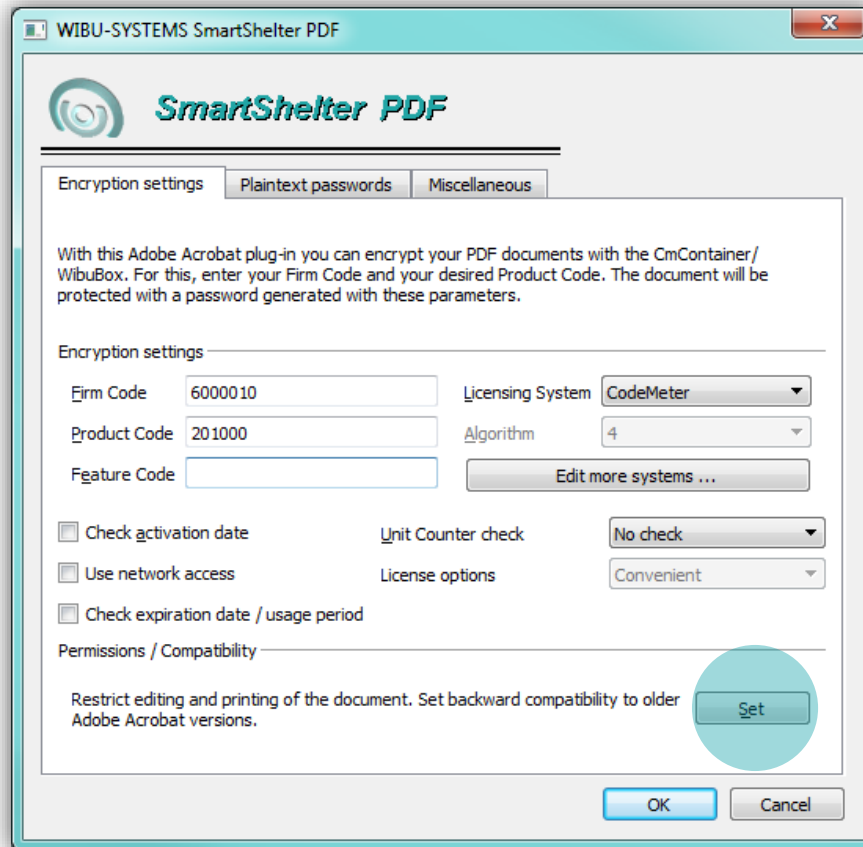 WIBU-SYSTEMS SmartShelter PDF
SmartShelter PDF
Encryption settings
Plaintext passwords
Miscellaneous
With this Adobe Acrobat plug-in you can encrypt your PDF documents with the CmContainer/
WibuBox. For this, enter your Firm Code and your desired Product Code. The document will be
protected with a password generated with these parameters.
Encryption settings
Firm Code 6000010
Licensing System CodeMeter
Product Code 201000
Algorithm 4
Feature Code
Edit more systems ...
Check activation date
Unit Counter check No check
Use network access
License options Convenient
Check expiration date / usage period
Permissions / Compatibility
Restrict editing and printing of the document. Set backward compatibility to older
Adobe Acrobat versions.
Set
OK
Cancel